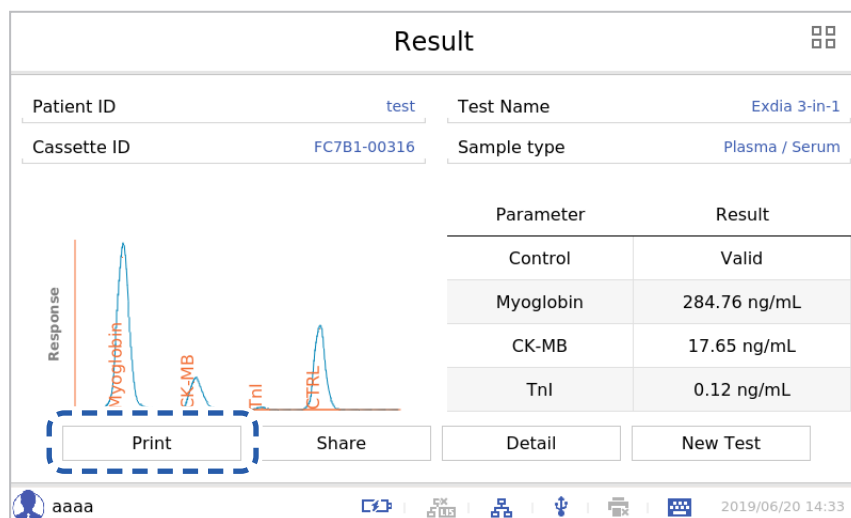 Result
Patient ID test Test Name Exdia 3-in-1
Cassette ID FC7B1-00316 Sample type Plasma / Serum
Parameter Result
Control Valid
Myoglobin 284.76 ng/mL
CK-MB 17.65 ng/mL
TnI 0.12 ng/mL
Response
Myoglobin
CK-MB
TnI
CTRL
Print Share Detail New Test
aaaa 2019/06/20 14:33